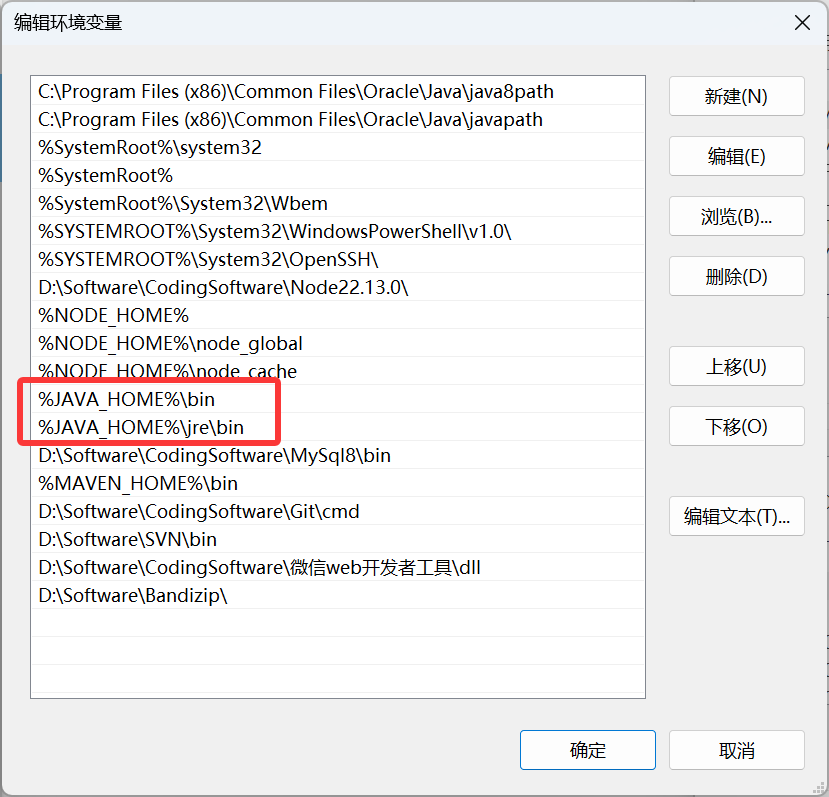 编辑环境变量
C:\Program Files (x86)\Common Files\Oracle\Java\java8path
C:\Program Files (x86)\Common Files\Oracle\Java\javapath
%SystemRoot%\system32
%SystemRoot%
%SystemRoot%\System32\Wbem
%SYSTEMROOT%\System32\WindowsPowerShell\v1.0\
%SYSTEMROOT%\System32\OpenSSH\
D:\Software\CodingSoftware\Node22.13.0\
%NODE_HOME%
%NODE_HOME%\node_global
%NODE_HOME%\node_cache
%JAVA_HOME%\bin
%JAVA_HOME%\jre\bin
D:\Software\CodingSoftware\MySql8\bin
%MAVEN_HOME%\bin
D:\Software\CodingSoftware\Git\cmd
D:\Software\SVN\bin
D:\Software\CodingSoftware\微信web开发者工具\dll
D:\Software\Bandizip\
新建(N)
编辑(E)
浏览(B)...
删除(D)
上移(U)
下移(O)
编辑文本(T)...
确定
取消